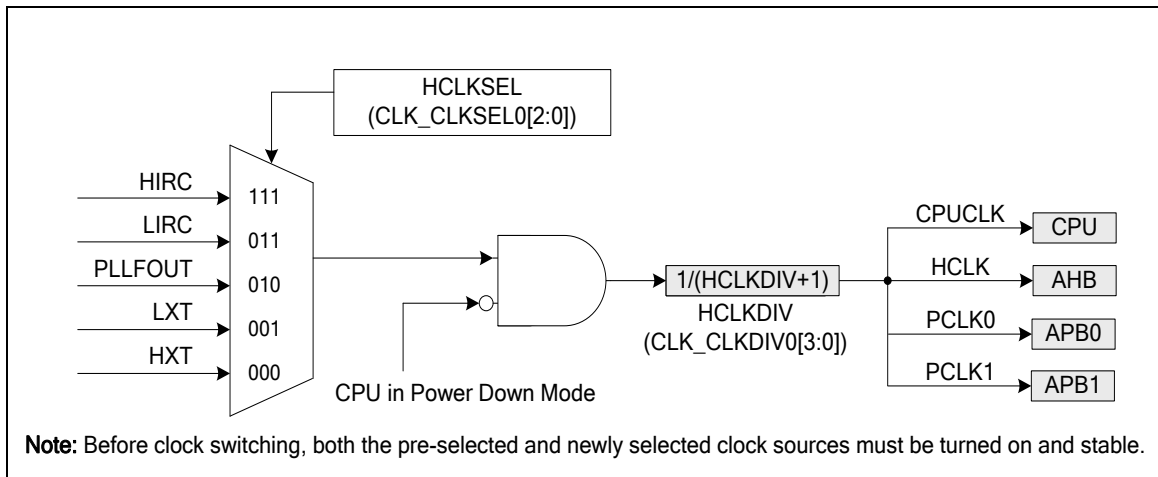 HCLKSEL
(CLK_CLKSEL0[2:0])
HIRC
111
LIRC
011
PLLFOUT
010
LXT
001
HXT
000
CPU in Power Down Mode
1/(HCLKDIV+1)
HCLKDIV
(CLK_CLKDIV0[3:0])
CPUCLK
CPU
HCLK
AHB
PCLK0
APB0
PCLK1
APB1
Note: Before clock switching, both the pre-selected and newly selected clock sources must be turned on and stable.